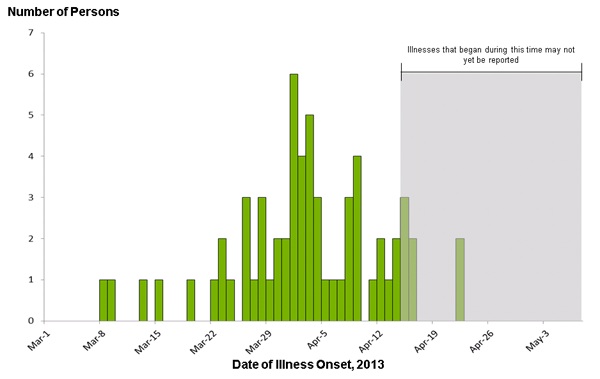 Number of Persons
7
Illnesses that began during this time may not
yet be reported
6
5
4
3
2
1
0
Mar-1
Mar-8
Mar-15
Mar-22
Mar-29
Apr-5
Apr-12
Apr-19
Apr-26
May-3
Date of Illness Onset, 2013